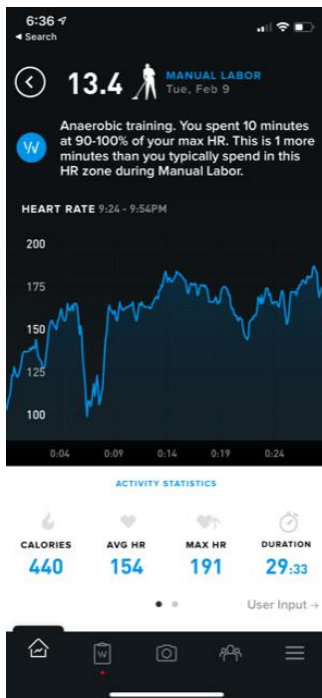 6:36
◄ Search
13.4 MANUAL LABOR
Tue, Feb 9
W
Anaerobic training. You spent 10 minutes
at 90-100% of your max HR. This is 1 more
minutes than you typically spend in this
HR zone during Manual Labor.
HEART RATE 9:24 - 9:54PM
200
175
150
125
100
0:04 0:09 0:14 0:19 0:24
ACTIVITY STATISTICS
CALORIES AVG HR MAX HR DURATION
440 154 191 29:33
User Input →
W